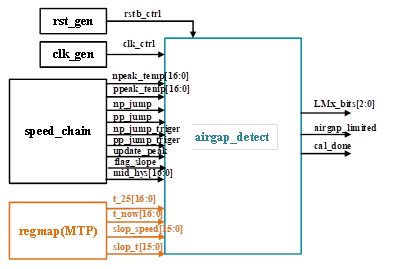 rst_gen
rstb_ctrl
clk_gen
clk_ctrl
speed_chain
npeak_temp[16:0]
ppeak_temp[16:0]
np_jump
pp_jump
np_jump_triger
pp_jump_triger
update_peak
flag_slope
mid_hys[16:0]
airgap_detect
LMx_bits[2:0]
airgap_limited
cal_done
regmap(MTP)
t_25[16:0]
t_now[16:0]
slop_speed[15:0]
slop_t[15:0]